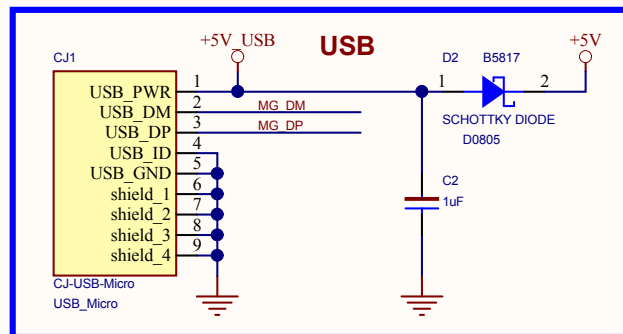 USB
+5V_USB
+5V
CJ1
D2
B5817
USB_PWR 1
1
2
USB_DM 2
MG_DM
USB_DP 3
MG_DP
SCHOTTKY DIODE
D0805
USB_ID 4
USB_GND 5
shield_1 6
shield_2 7
shield_3 8
shield_4 9
C2
1uF
CJ-USB-Micro
USB_Micro